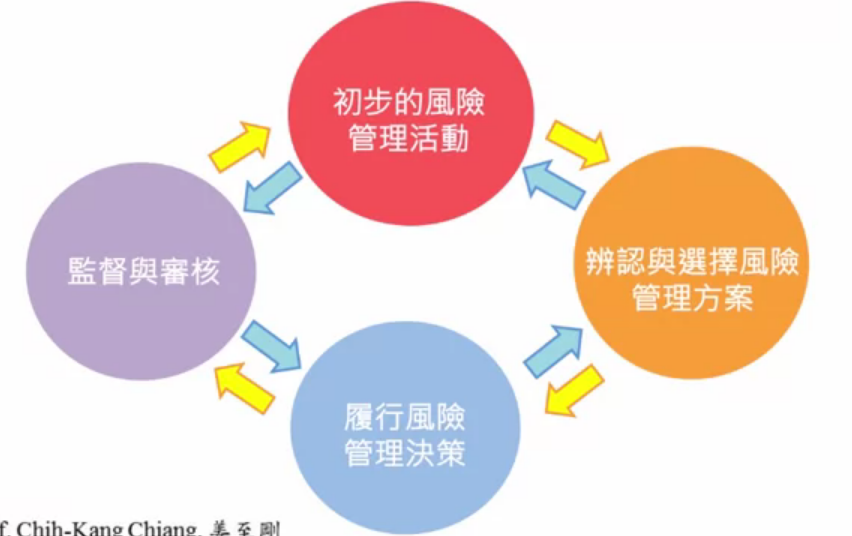 初步的風險
管理活動
監督與審核
辨認與選擇風險
管理方案
履行風險
管理決策
Chih-Kang Chiang, 姜至剛